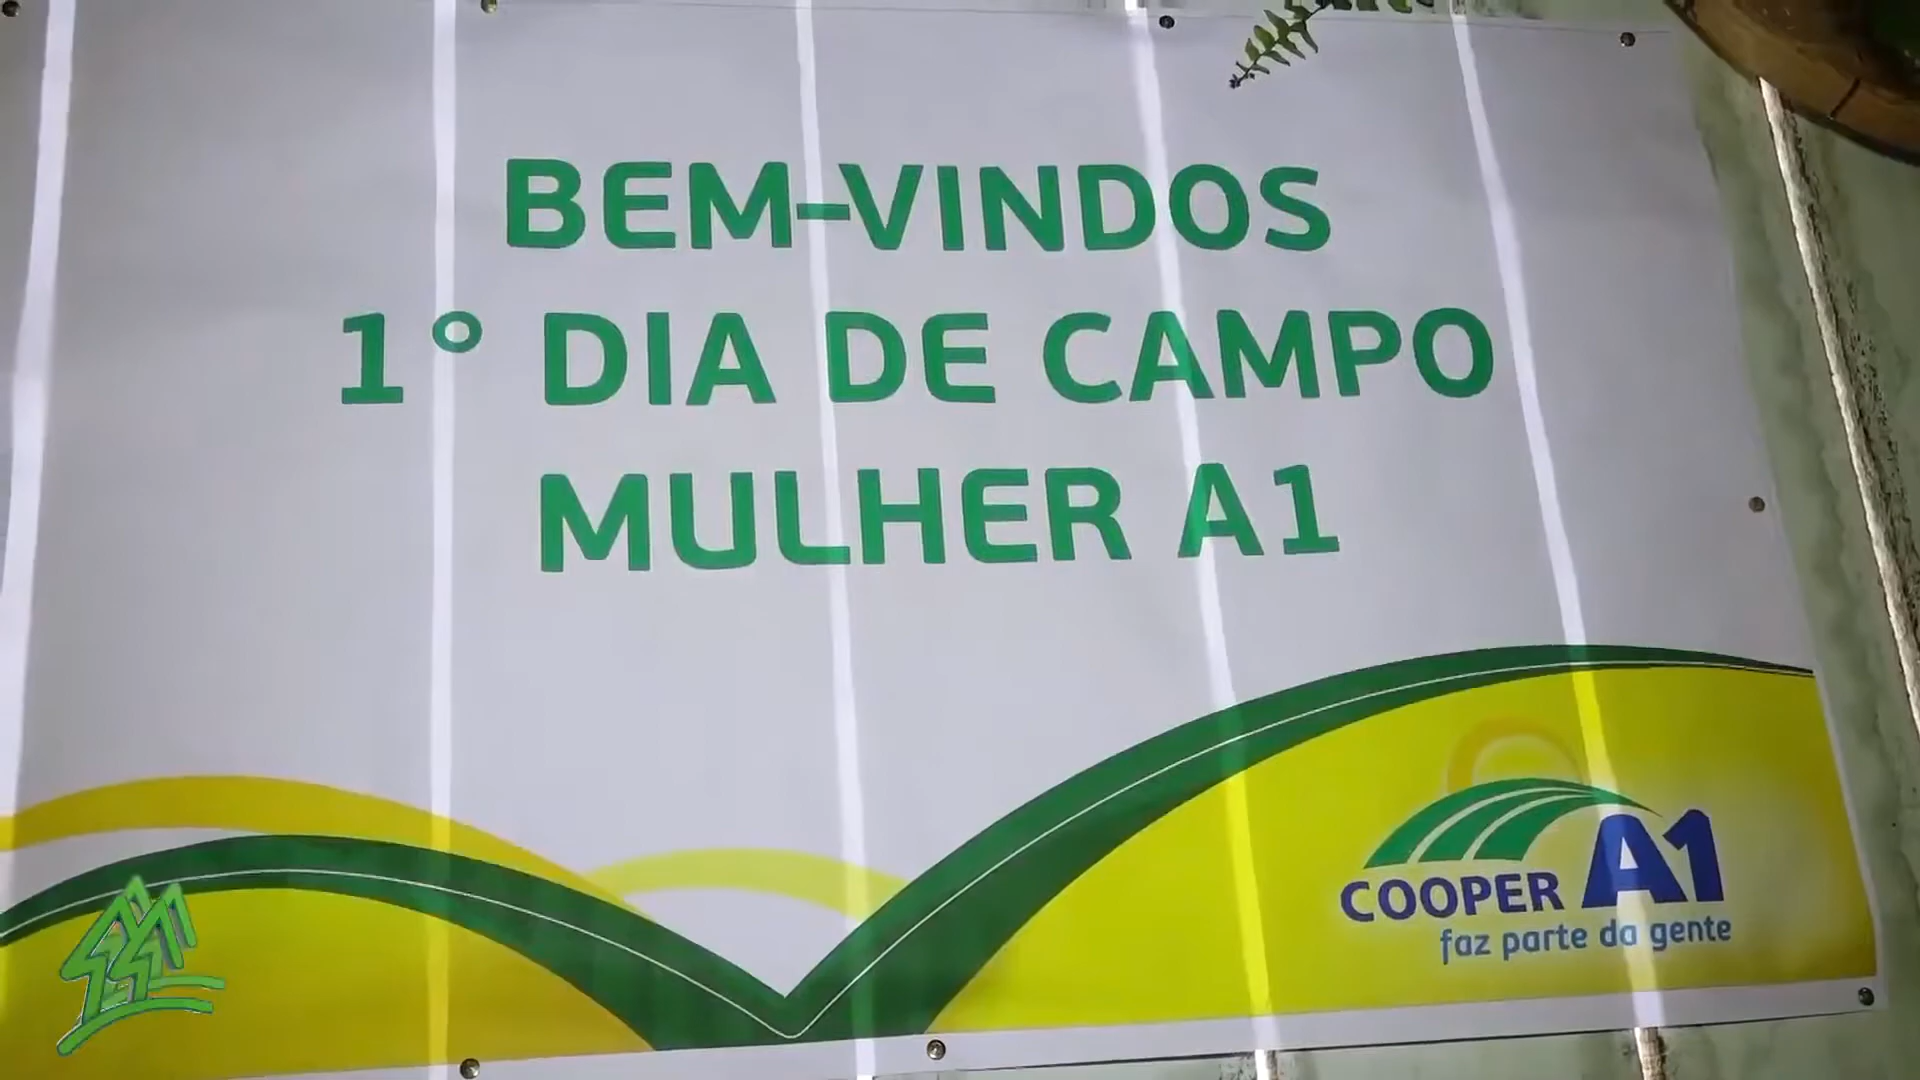 BEM-VINDOS
1° DIA DE CAMPO
MULHER A1
COOPER A1
faz parte da gente